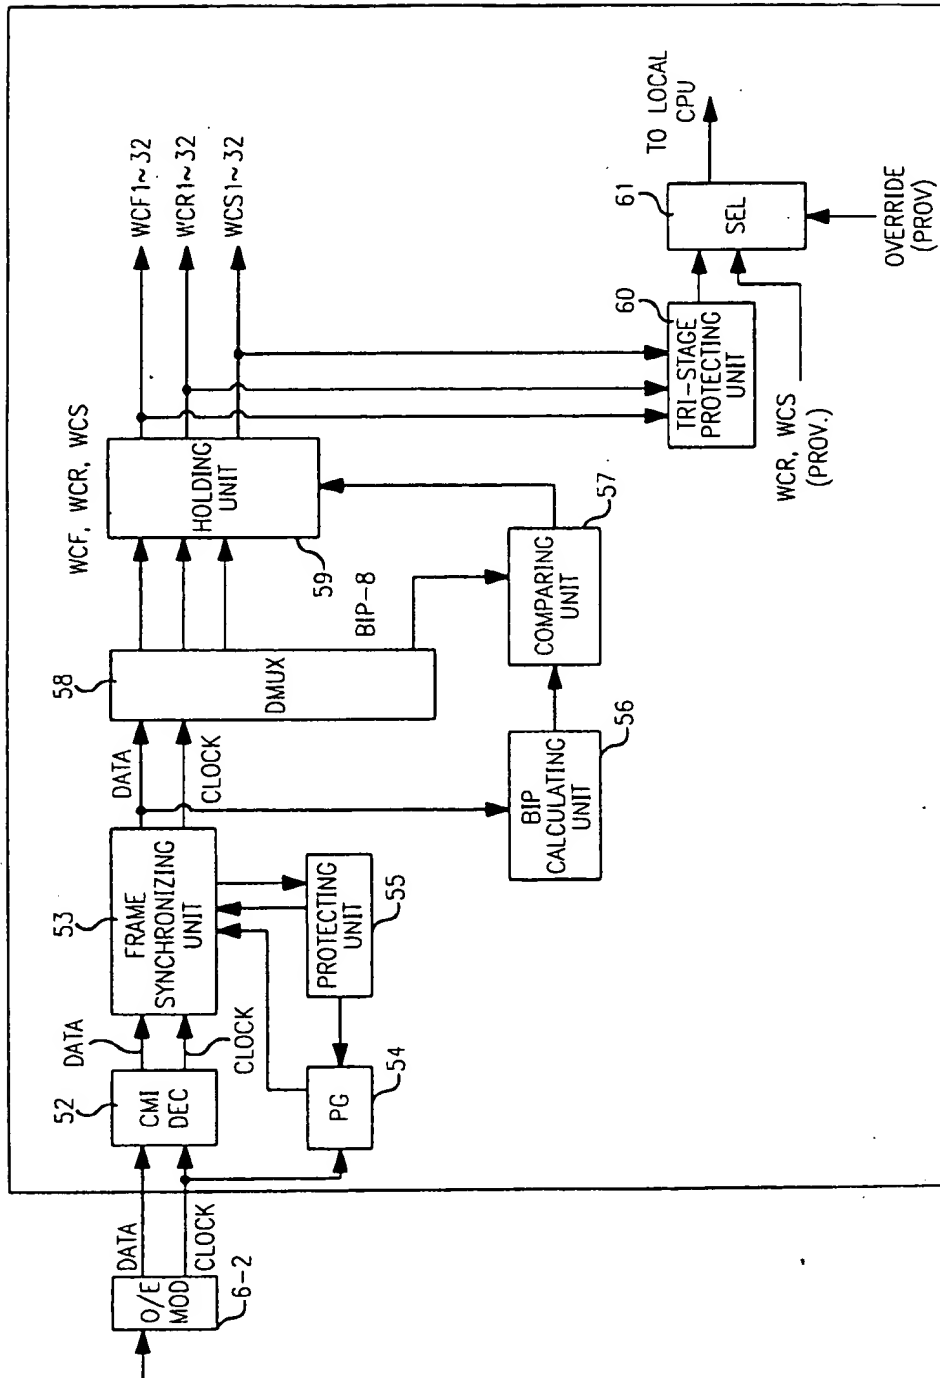 O/E
MOD
6-2
DATA
CLOCK
52
CMI
DEC
DATA
CLOCK
53
FRAME
SYNCHRONIZING
UNIT
PG
54
PROTECTING
UNIT
55
DATA
CLOCK
58
DMUX
BIP-8
BIP
CALCULATING
UNIT
56
COMPARING
UNIT
57
WCF, WCR, WCS
HOLDING
UNIT
59
WCF1~32
WCR1~32
WCS1~32
60
TRI-STAGE
PROTECTING
UNIT
WCR, WCS
(PROV.)
61
SEL
TO LOCAL
CPU
OVERRIDE
(PROV)